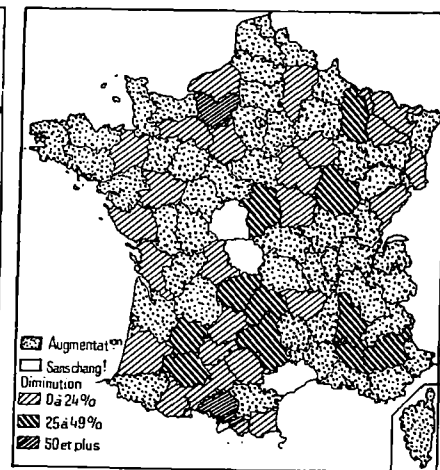 Augmentat°n
Sans chang!
Diminution
0 à 24%
25 à 49%
50 et plus